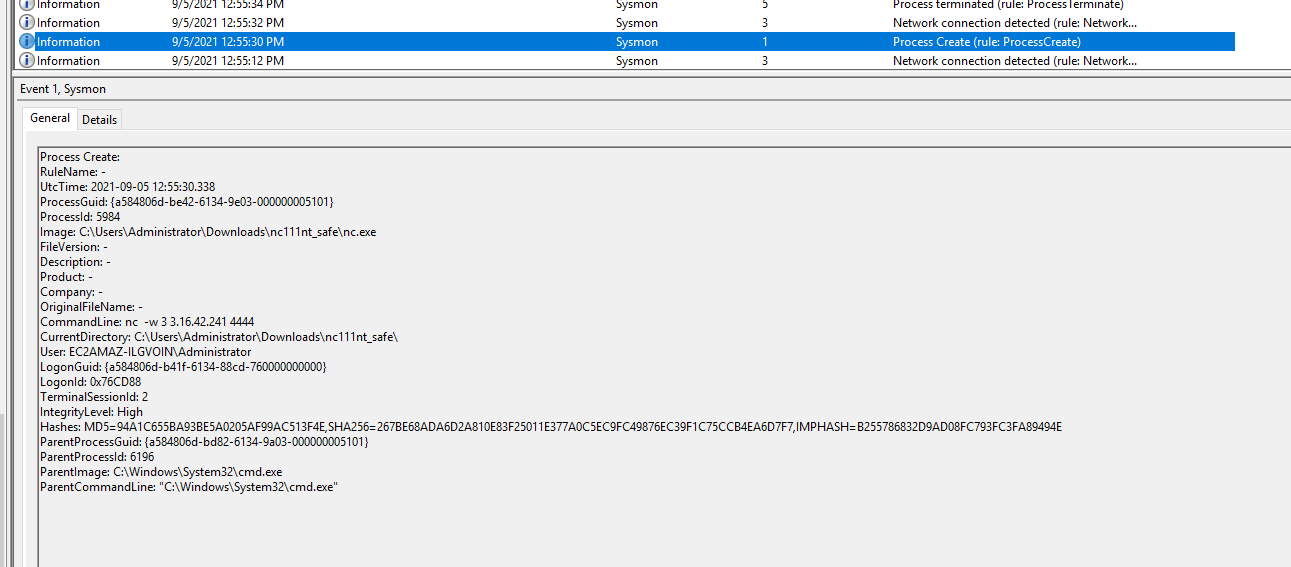 Information 9/5/2021 12:55:34 PM Sysmon 5 Process terminated (rule: ProcessTerminate)
Information 9/5/2021 12:55:32 PM Sysmon 3 Network connection detected (rule: Network...
Information 9/5/2021 12:55:30 PM Sysmon 1 Process Create (rule: ProcessCreate)
Information 9/5/2021 12:55:12 PM Sysmon 3 Network connection detected (rule: Network...
Event 1, Sysmon
General Details
Process Create:
RuleName: -
UtcTime: 2021-09-05 12:55:30.338
ProcessGuid: {a584806d-be42-6134-9e03-000000005101}
ProcessId: 5984
Image: C:\Users\Administrator\Downloads\nc111nt_safe\nc.exe
FileVersion: -
Description: -
Product: -
Company: -
OriginalFileName: -
CommandLine: nc  -w 3 3.16.42.241 4444
CurrentDirectory: C:\Users\Administrator\Downloads\nc111nt_safe\
User: EC2AMAZ-ILGVOIN\Administrator
LogonGuid: {a584806d-b41f-6134-88cd-760000000000}
LogonId: 0x76CD88
TerminalSessionId: 2
IntegrityLevel: High
Hashes: MD5=94A1C655BA93BE5A0205AF99AC513F4E,SHA256=267BE68ADA6D2A810E83F25011E377A0C5EC9FC49876EC39F1C75CCB4EA6D7F7,IMPHASH=B255786832D9AD08FC793FC3FA89494E
ParentProcessGuid: {a584806d-bd82-6134-9a03-000000005101}
ParentProcessId: 6196
ParentImage: C:\Windows\System32\cmd.exe
ParentCommandLine: "C:\Windows\System32\cmd.exe"